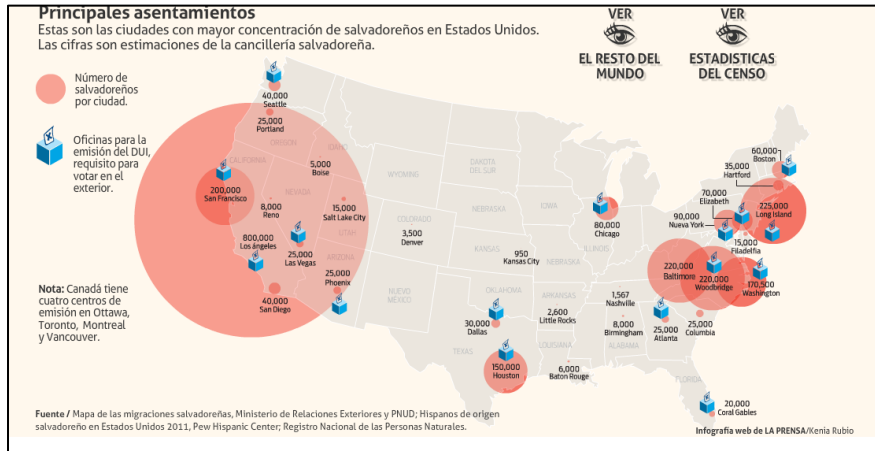 Principales asentamientos
Estas son las ciudades con mayor concentración de salvadoreños en Estados Unidos.
Las cifras son estimaciones de la cancillería salvadoreña.
VER
EL RESTO DEL
MUNDO
VER
ESTADISTICAS
DEL CENSO
Número de
salvadoreños
por ciudad.
Oficinas para la
emisión del DUI,
requisito para
votar en el
exterior.
Nota: Canadá tiene
cuatro centros de
emisión en Ottawa,
Toronto, Montreal
y Vancouver.
40,000
Seattle
25,000
Portland
OREGON
IDAHO
5,000
Boise
CALIFORNIA
200,000
San Francisco
NEVADA
8,000
Reno
15,000
Salt Lake City
UTAH
800,000
Los ángeles
25,000
Las Vegas
ARIZONA
25,000
Phoenix
40,000
San Diego
WYOMING
COLORADO
3,500
Denver
NUEVO
MÉXICO
DAKOTA
DEL SUR
NEBRASKA
IOWA
KANSAS
950
Kansas City
NEBRASKA
ILLINOIS
80,000
Chicago
OKLAHOMA
30,000
Dallas
TEXAS
150,000
Houston
ARKANSAS
2,600
Little Rocks
LOUISIANA
6,000
Baton Rouge
1,567
Nashville
8,000
Birmingham
ALABAMA
25,000
Atlanta
25,000
Columbia
FLORIDA
20,000
Coral Gables
60,000
Boston
35,000
Hartford
70,000
Elizabeth
225,000
Long Island
90,000
Nueva York
15,000
Filadelfia
220,000
Baltimore
220,000
Woodbridge
170,500
Washington
Fuente / Mapa de las migraciones salvadoreñas, Ministerio de Relaciones Exteriores y PNUD; Hispanos de origen
salvadoreño en Estados Unidos 2011, Pew Hispanic Center; Registro Nacional de las Personas Naturales.
Infografía web de LA PRENSA/Kenia Rubio